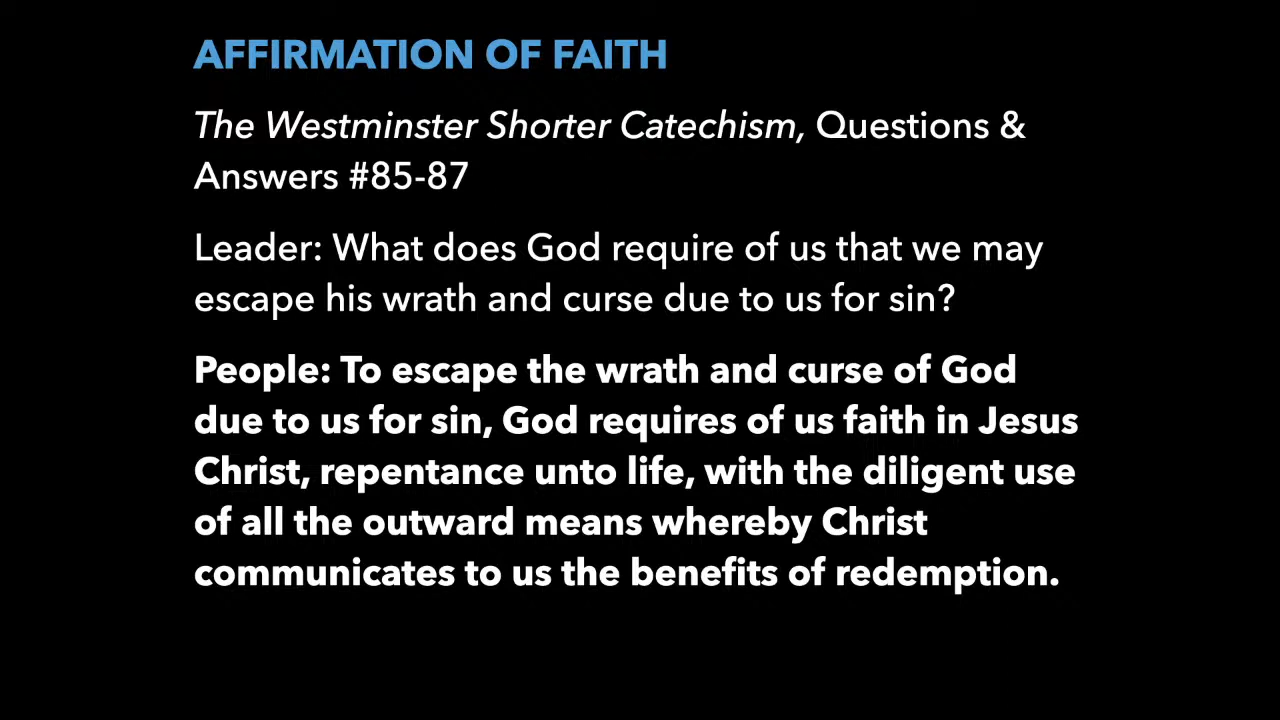 AFFIRMATION OF FAITH
The Westminster Shorter Catechism, Questions &
Answers #85-87
Leader: What does God require of us that we may
escape his wrath and curse due to us for sin?
People: To escape the wrath and curse of God
due to us for sin, God requires of us faith in Jesus
Christ, repentance unto life, with the diligent use
of all the outward means whereby Christ
communicates to us the benefits of redemption.